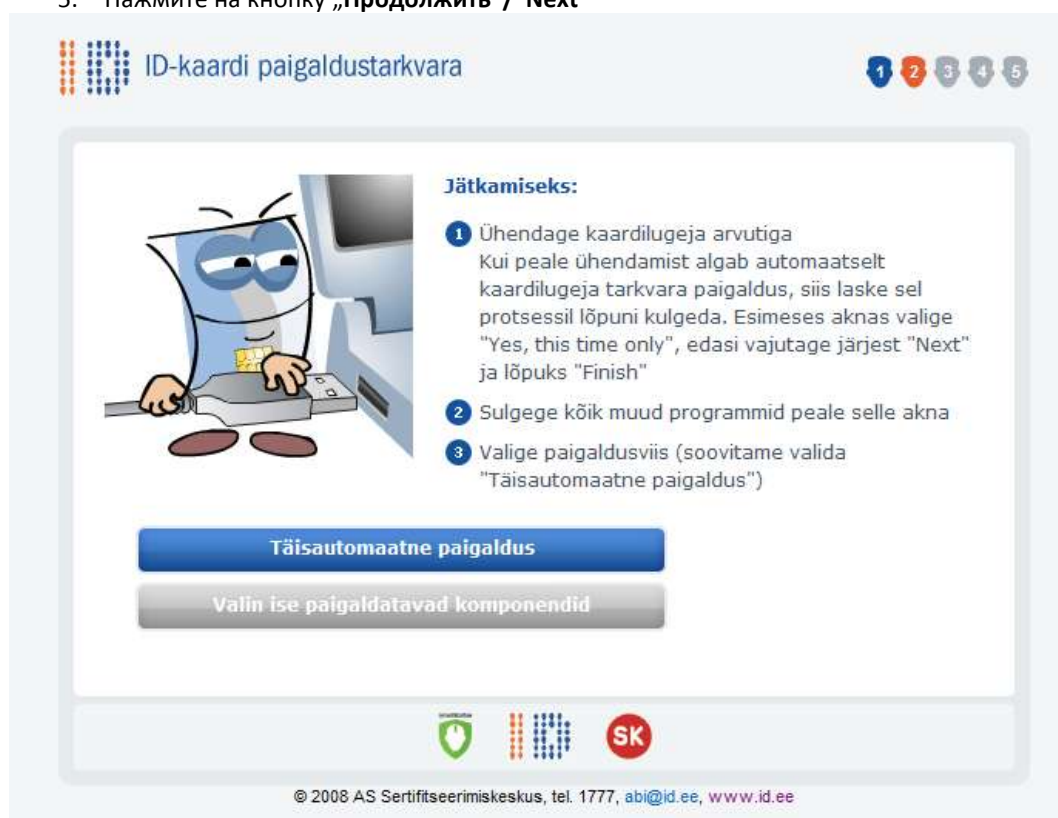 Нажмите на кнопку „Продолжить"/ "Next"
ID-kaardi paigaldustarkvara
1 2 3 4 5
Jätkamiseks:
1 Ühendage kaardilugeja arvutiga
Kui peale ühendamist algab automaatselt
kaardilugeja tarkvara paigaldus, siis laske sel
protsessil lõpuni kulgeda. Esimeses aknas valige
"Yes, this time only", edasi vajutage järjest "Next"
ja lõpuks "Finish"
2 Sulgege kõik muud programmid peale selle akna
3 Valige paigaldusviis (soovitame valida
"Täisautomaatne paigaldus")
Täisautomaatne paigaldus
Valin ise paigaldatavad komponendid
SK
© 2008 AS Sertifitseerimiskeskus, tel. 1777, abi@id.ee, www.id.ee